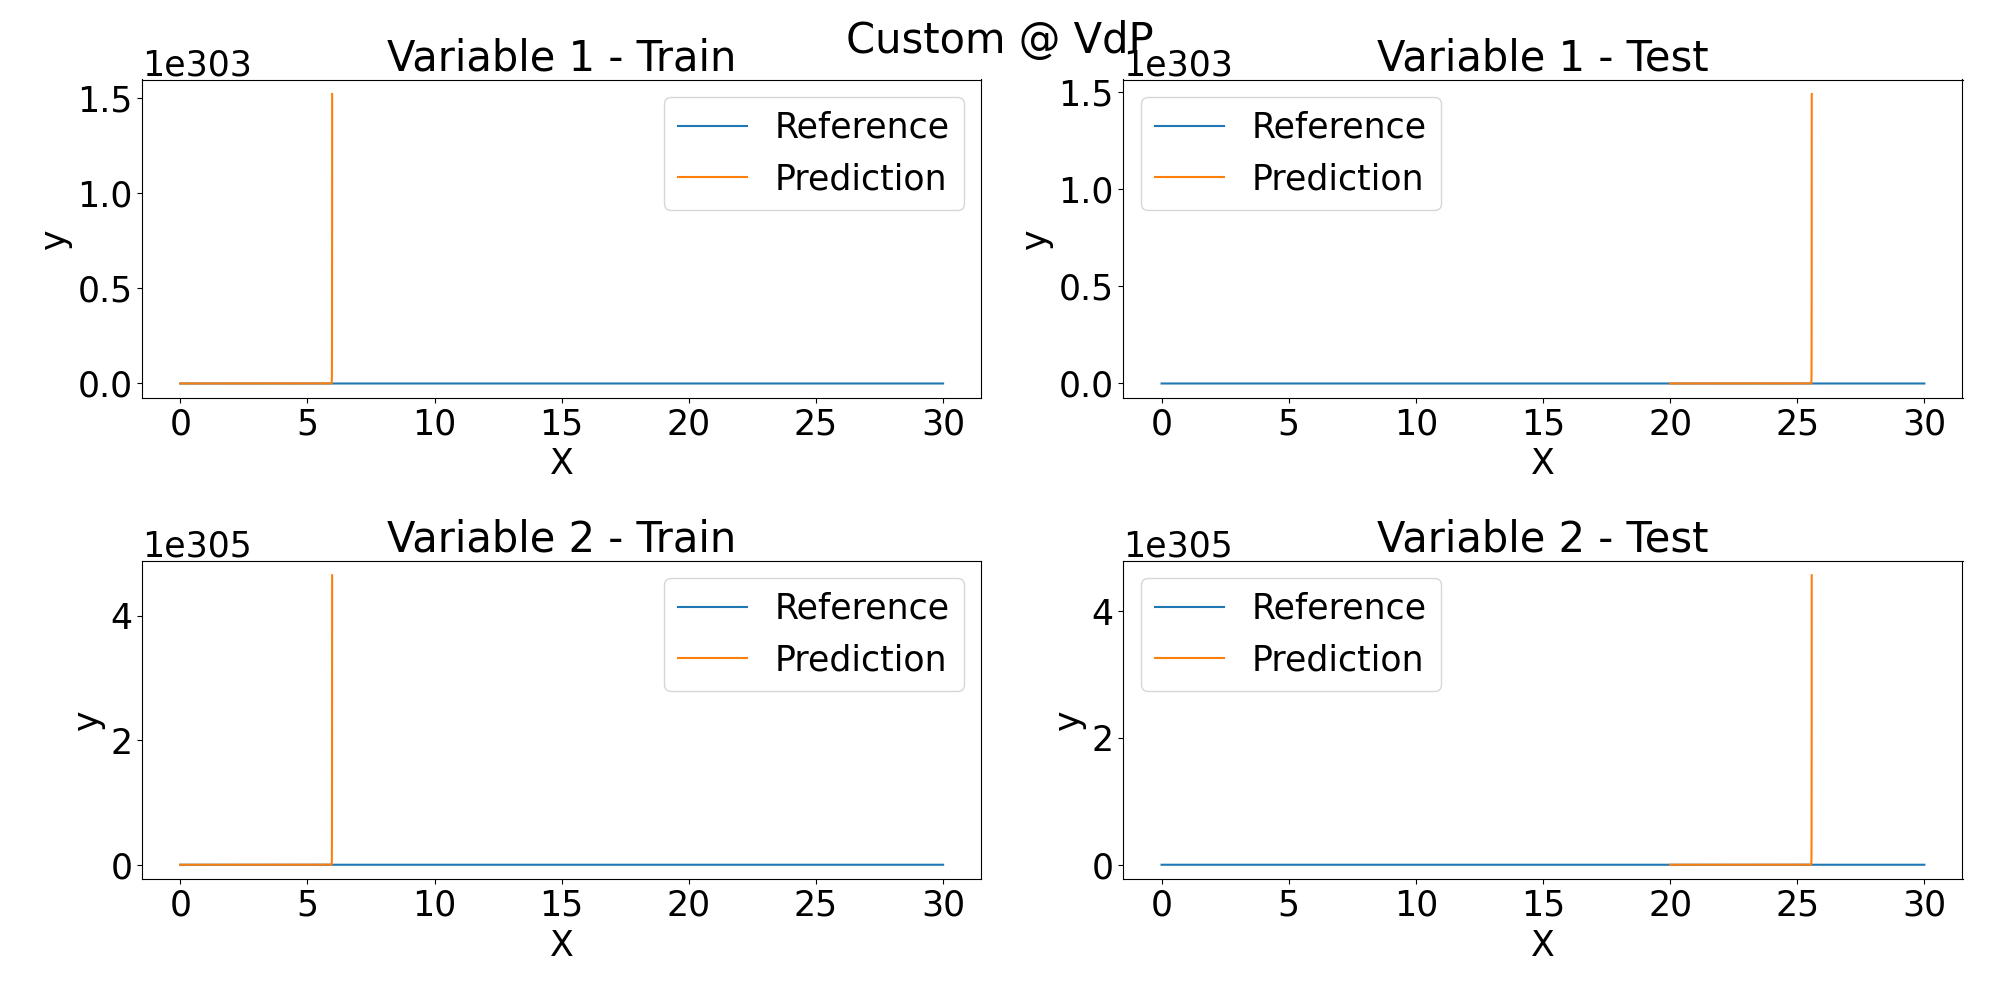 Custom @ VdP
Variable 1 - Train
1e303
1.5
1.0
0.5
0.0
y
Reference
Prediction
0 5 10 15 20 25 30
X
Variable 1 - Test
1e303
1.5
1.0
0.5
0.0
y
Reference
Prediction
0 5 10 15 20 25 30
X
Variable 2 - Train
1e305
4
2
0
y
Reference
Prediction
0 5 10 15 20 25 30
X
Variable 2 - Test
1e305
4
2
0
y
Reference
Prediction
0 5 10 15 20 25 30
X